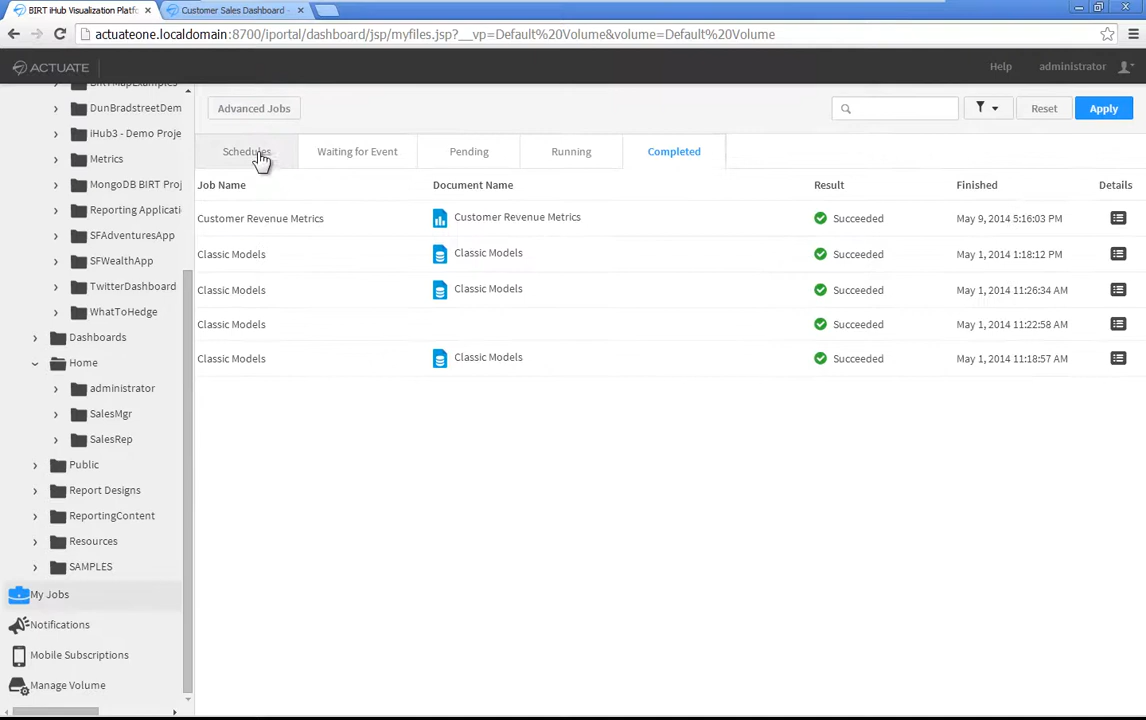 BIRT iHub Visualization Platf
Customer Sales Dashboard
actuateone.localdomain:8700/iportal/dashboard/jsp/myfiles.jsp?__vp=Default%20Volume&volume=Default%20Volume
ACTUATE
Help
administrator
BIRTMapExamples
DunBradstreetDem
iHub3 - Demo Proje
Metrics
MongoDB BIRT Proj
Reporting Applicati
SFAdventuresApp
SFWealthApp
TwitterDashboard
WhatToHedge
Dashboards
Home
administrator
SalesMgr
SalesRep
Public
Report Designs
ReportingContent
Resources
SAMPLES
My Jobs
Notifications
Mobile Subscriptions
Manage Volume
Advanced Jobs
Reset
Apply
Schedules
Waiting for Event
Pending
Running
Completed
Job Name Document Name Result Finished Details
Customer Revenue Metrics Customer Revenue Metrics Succeeded May 9, 2014 5:16:03 PM
Classic Models Classic Models Succeeded May 1, 2014 1:18:12 PM
Classic Models Classic Models Succeeded May 1, 2014 11:26:34 AM
Classic Models Succeeded May 1, 2014 11:22:58 AM
Classic Models Classic Models Succeeded May 1, 2014 11:18:57 AM